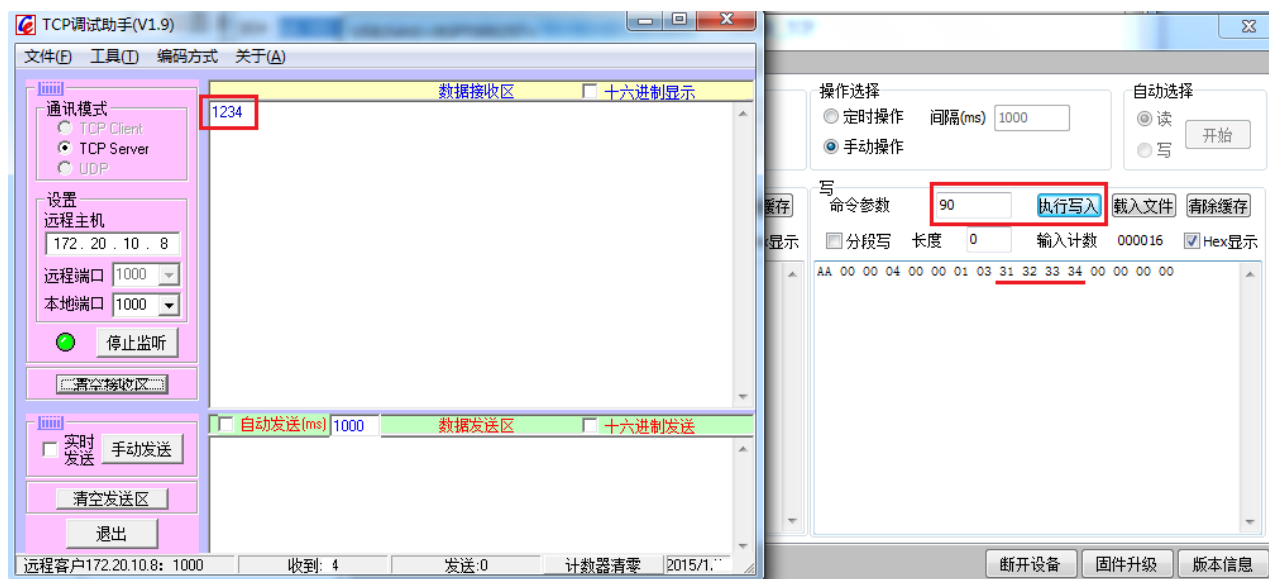 TCP调试助手(V1.9)
文件(F) 工具(T) 编码方式 关于(A)
通讯模式
TCP Client
TCP Server
UDP
设置
远程主机
172 . 20 . 10 . 8
远程端口 1000
本地端口 1000
停止监听
清空接收区
数据接收区 十六进制显示
1234
自动发送(ms) 1000 数据发送区 十六进制发送
实时发送 手动发送
清空发送区
退出
远程客户172.20.10.8: 1000 收到: 4 发送:0 计数器清零 2015/1.
操作选择
定时操作 间隔(ms) 1000
手动操作
自动选择
读
写
开始
缓存
显示
写
命令参数 90 执行写入 载入文件 清除缓存
分段写 长度 0 输入计数 000016 Hex显示
AA 00 00 04 00 00 01 03 31 32 33 34 00 00 00 00
断开设备 固件升级 版本信息